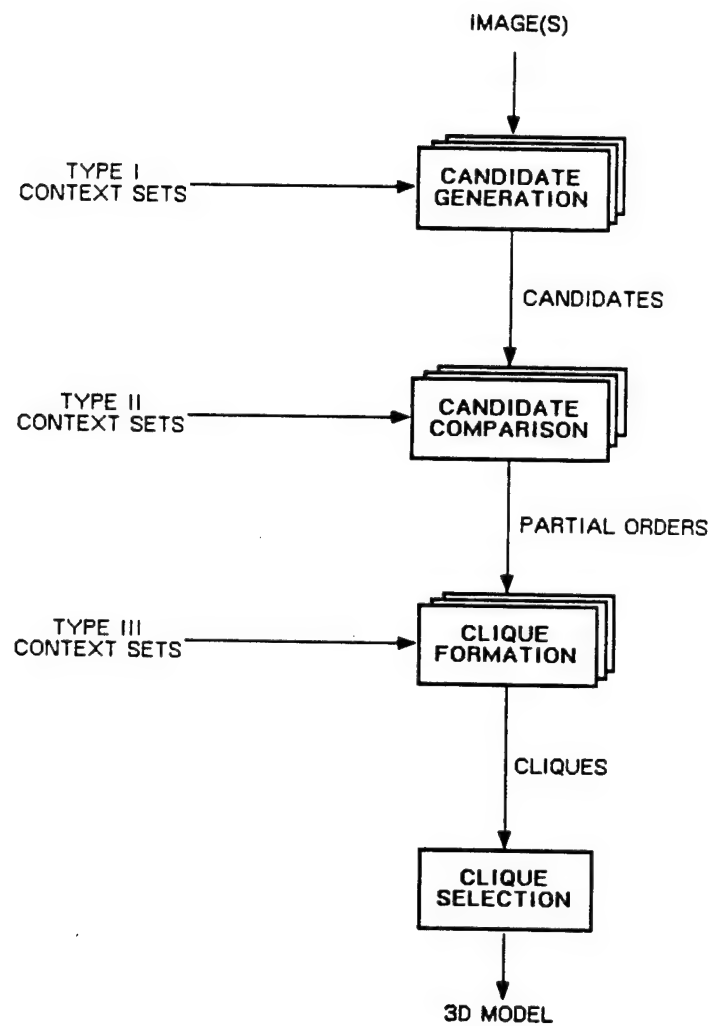 IMAGE(S)
TYPE I
CONTEXT SETS
CANDIDATE
GENERATION
CANDIDATES
TYPE II
CONTEXT SETS
CANDIDATE
COMPARISON
PARTIAL ORDERS
TYPE III
CONTEXT SETS
CLIQUE
FORMATION
CLIQUES
CLIQUE
SELECTION
3D MODEL